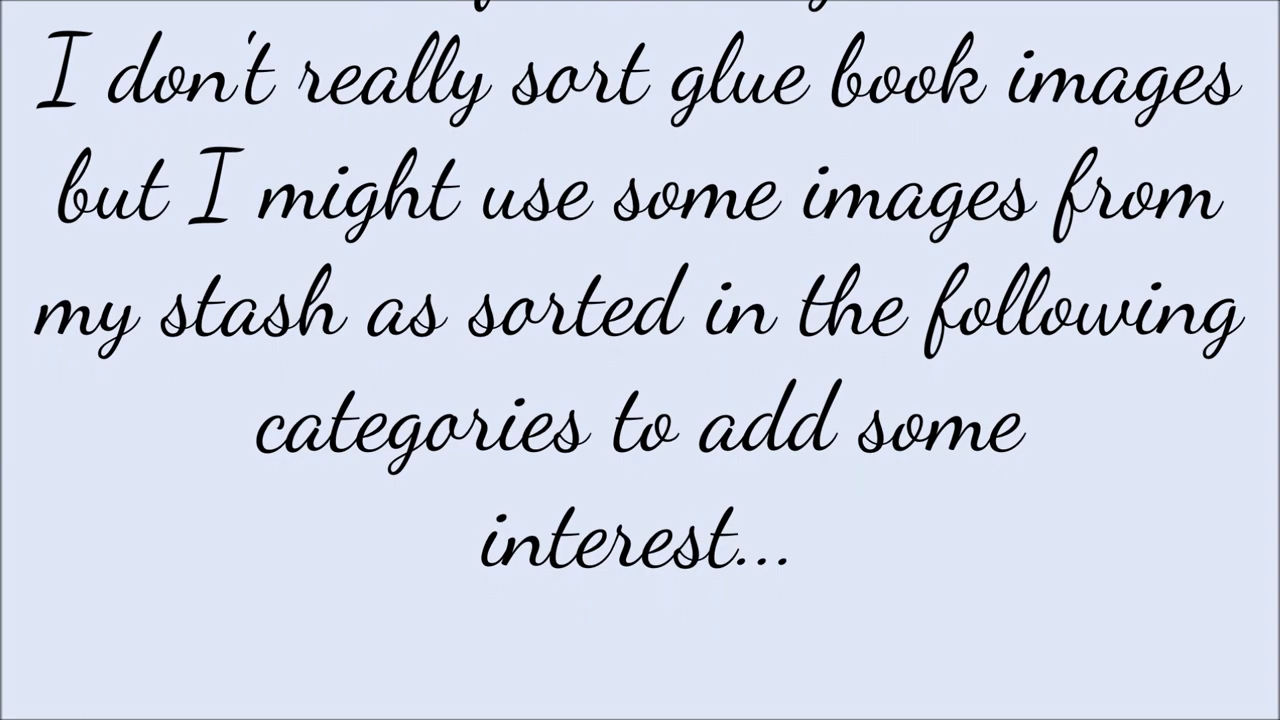 I don't really sort glue book images
but I might use some images from
my stash as sorted in the following
categories to add some
interest...